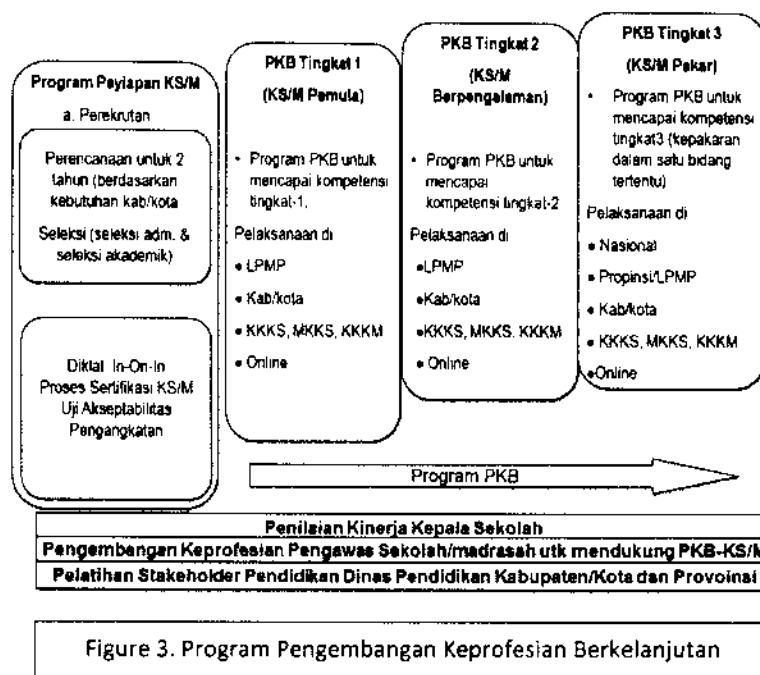 Program Peyiapan KS/M
a. Perekrutan
Perencanaan untuk 2
tahun (berdasarkan
kebutuhan kab/kota
Seleksi (seleksi adm. &
seleksi akademik)
Diklat In-On-In
Proses Sertifikasi KS/M
Uji Akseptabilitas
Pengangkatan
PKB Tingkat 1
(KS/M Pemula)
• Program PKB untuk
mencapai kompetensi
tingkat-1.
Pelaksanaan di
• LPMP
• Kab/kota
• KKKS, MKKS, KKKM
• Online
PKB Tingkat 2
(KS/M
Berpengalaman)
• Program PKB untuk
mencapai
kompetensi tingkat-2
Pelaksanaan di
• LPMP
• Kab/kota
• KKKS, MKKS. KKKM
• Online
PKB Tingkat 3
(KS/M Pakar)
• Program PKB untuk
mencapai kompetensi
tingkat3 (kepakaran
dalam satu bidang
tertentu)
Pelaksanaan di
• Nasional
• Propinsi/LPMP
• Kab/kota
• KKKS, MKKS, KKKM
• Online
Program PKB
Penilaian Kinerja Kepala Sekolah
Pengembangan Keprofesian Pengawas Sekolah/madrasah utk mendukung PKB-KS/M
Pelatihan Stakeholder Pendidikan Dinas Pendidikan Kabupaten/Kota dan Provoinsi
Figure 3. Program Pengembangan Keprofesian Berkelanjutan